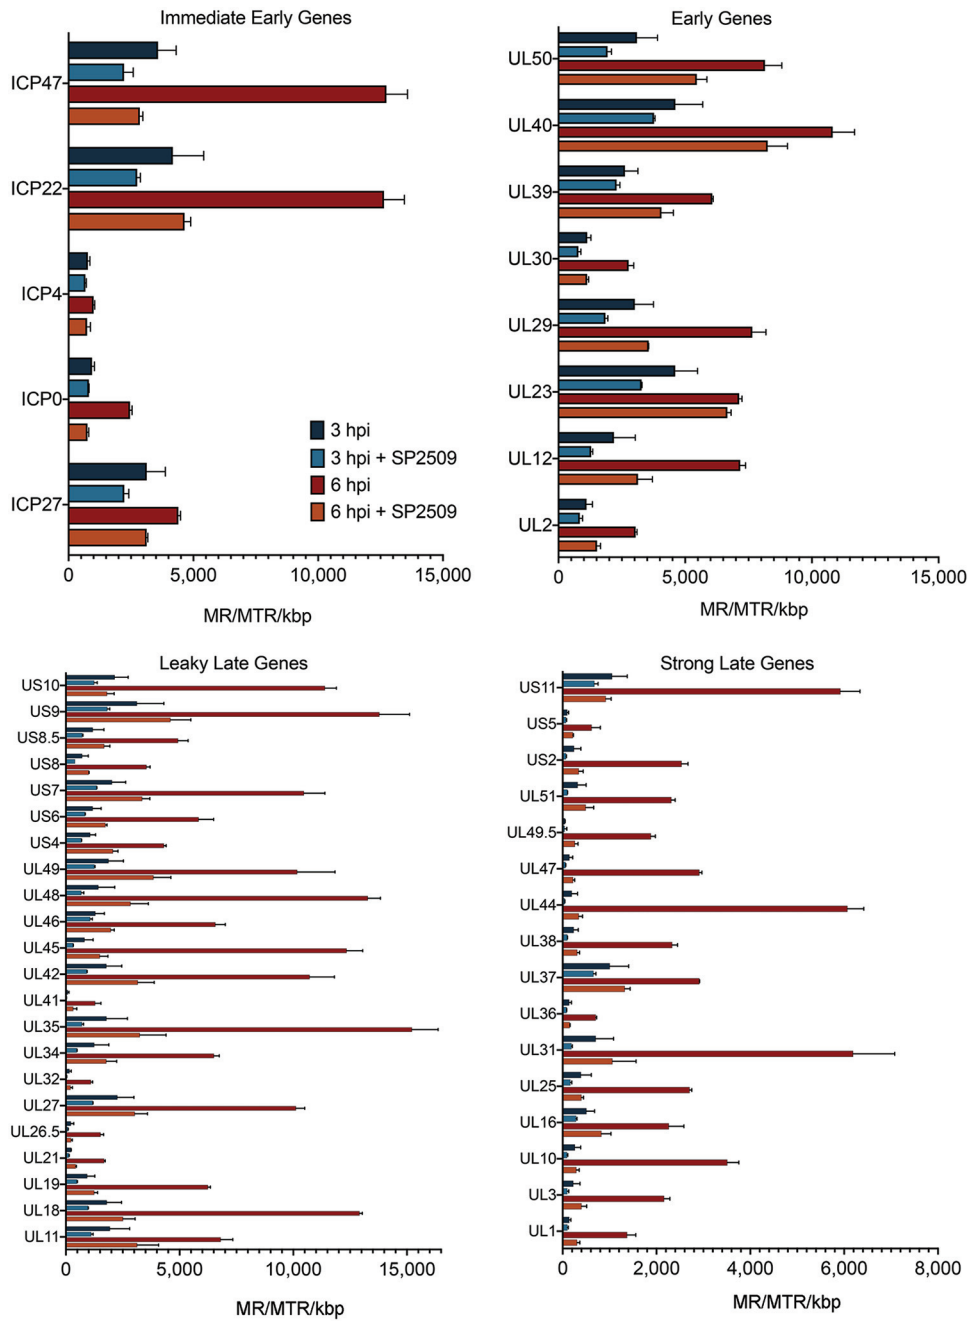 Immediate Early Genes
ICP47
ICP22
ICP4
ICP0
ICP27
3 hpi
3 hpi + SP2509
6 hpi
6 hpi + SP2509
0 5,000 10,000 15,000
MR/MTR/kbp
Early Genes
UL50
UL40
UL39
UL30
UL29
UL23
UL12
UL2
0 5,000 10,000 15,000
MR/MTR/kbp
Leaky Late Genes
US10
US9
US8.5
US8
US7
US6
US4
UL49
UL48
UL46
UL45
UL42
UL41
UL35
UL34
UL32
UL27
UL26.5
UL21
UL19
UL18
UL11
0 5,000 10,000 15,000
MR/MTR/kbp
Strong Late Genes
US11
US5
US2
UL51
UL49.5
UL47
UL44
UL38
UL37
UL36
UL31
UL25
UL16
UL10
UL3
UL1
0 2,000 4,000 6,000 8,000
MR/MTR/kbp